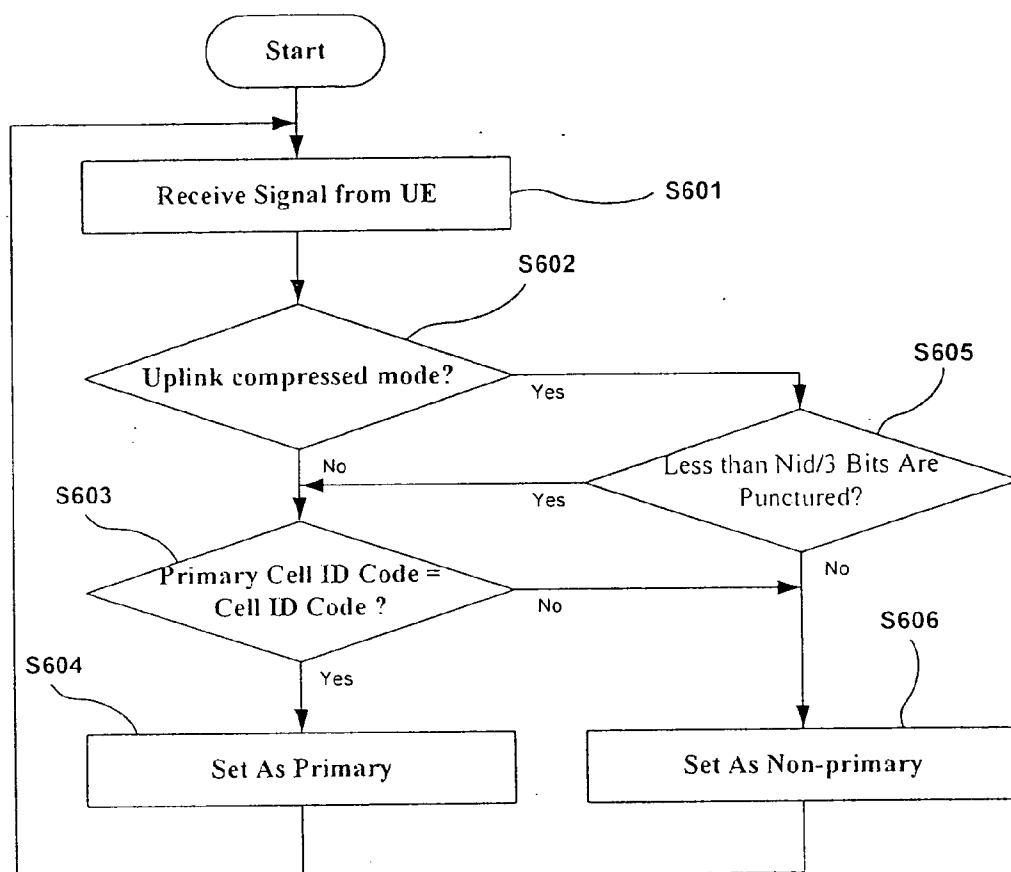 Start
Receive Signal from UE
S601
S602
Uplink compressed mode?
Yes
S605
No
Less than Nid/3 Bits Are
Punctured?
Yes
No
S603
Primary Cell ID Code =
Cell ID Code ?
No
Yes
S606
S604
Set As Primary
Set As Non-primary